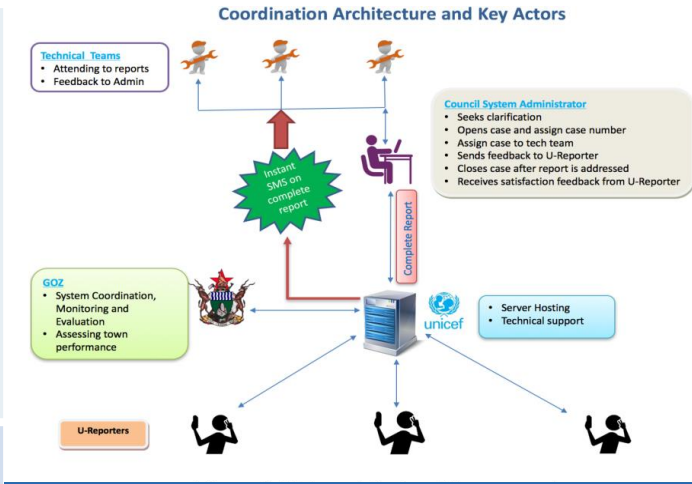 Coordination Architecture and Key Actors
Technical Teams
• Attending to reports
• Feedback to Admin
Council System Administrator
• Seeks clarification
• Opens case and assign case number
• Assign case to tech team
• Sends feedback to U-Reporter
• Closes case after report is addressed
• Receives satisfaction feedback from U-Reporter
Instant
SMS on
complete
report
Complete Report
GOZ
• System Coordination,
Monitoring and
Evaluation
• Assessing town
performance
unicef
• Server Hosting
• Technical support
U-Reporters